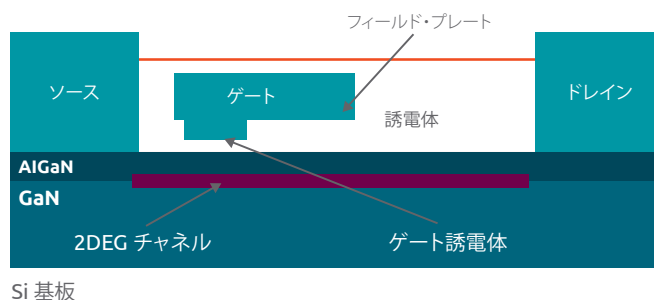 フィールド・プレート
ソース
ゲート
ドレイン
誘電体
AlGaN
GaN
2DEG チャネル
ゲート誘電体
Si 基板